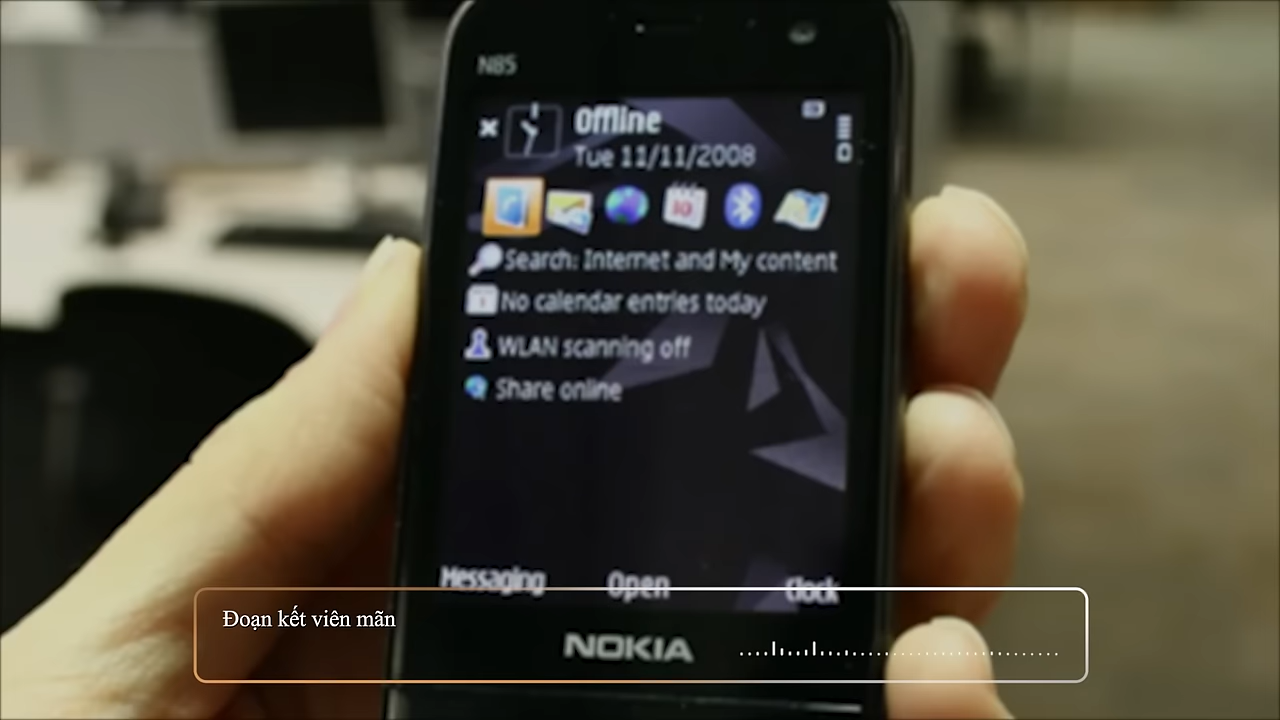 N85
Offline
Tue 11/11/2008
10
Search: Internet and My content
No calendar entries today
WLAN scanning off
Share online
Messaging Open Clock
Đoạn kết viên mãn
NOKIA